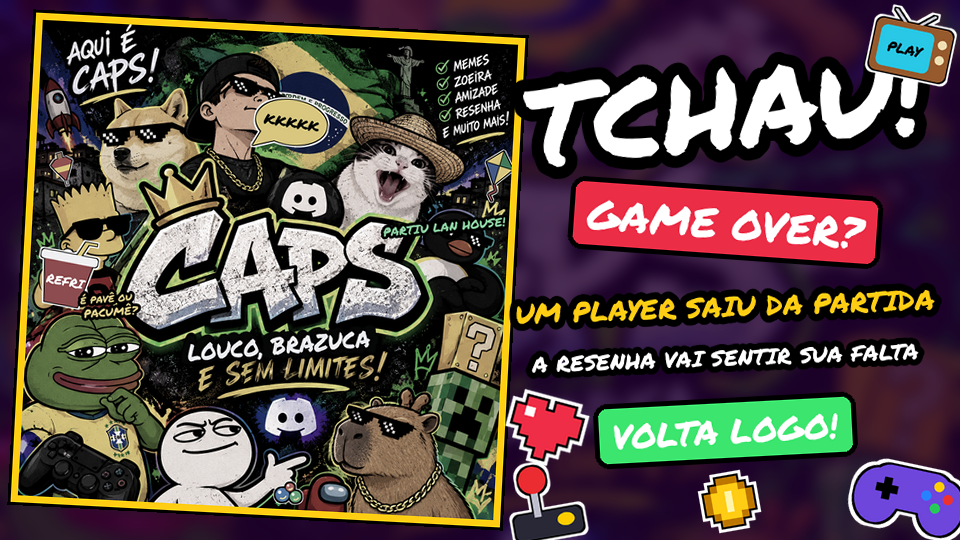 AQUI É
CAPS!
MEMES
ZOEIRA
AMIZADE
RESENHA
E MUITO MAIS!
KKKKK
CAPS
PARTIU LAN HOUSE!
REFRI
É PAVÊ OU
PACUMÊ?
LOUCO, BRAZUCA
E SEM LIMITES!
PLAY
TCHAU!
GAME OVER?
UM PLAYER SAIU DA PARTIDA
A RESENHA VAI SENTIR SUA FALTA
VOLTA LOGO!